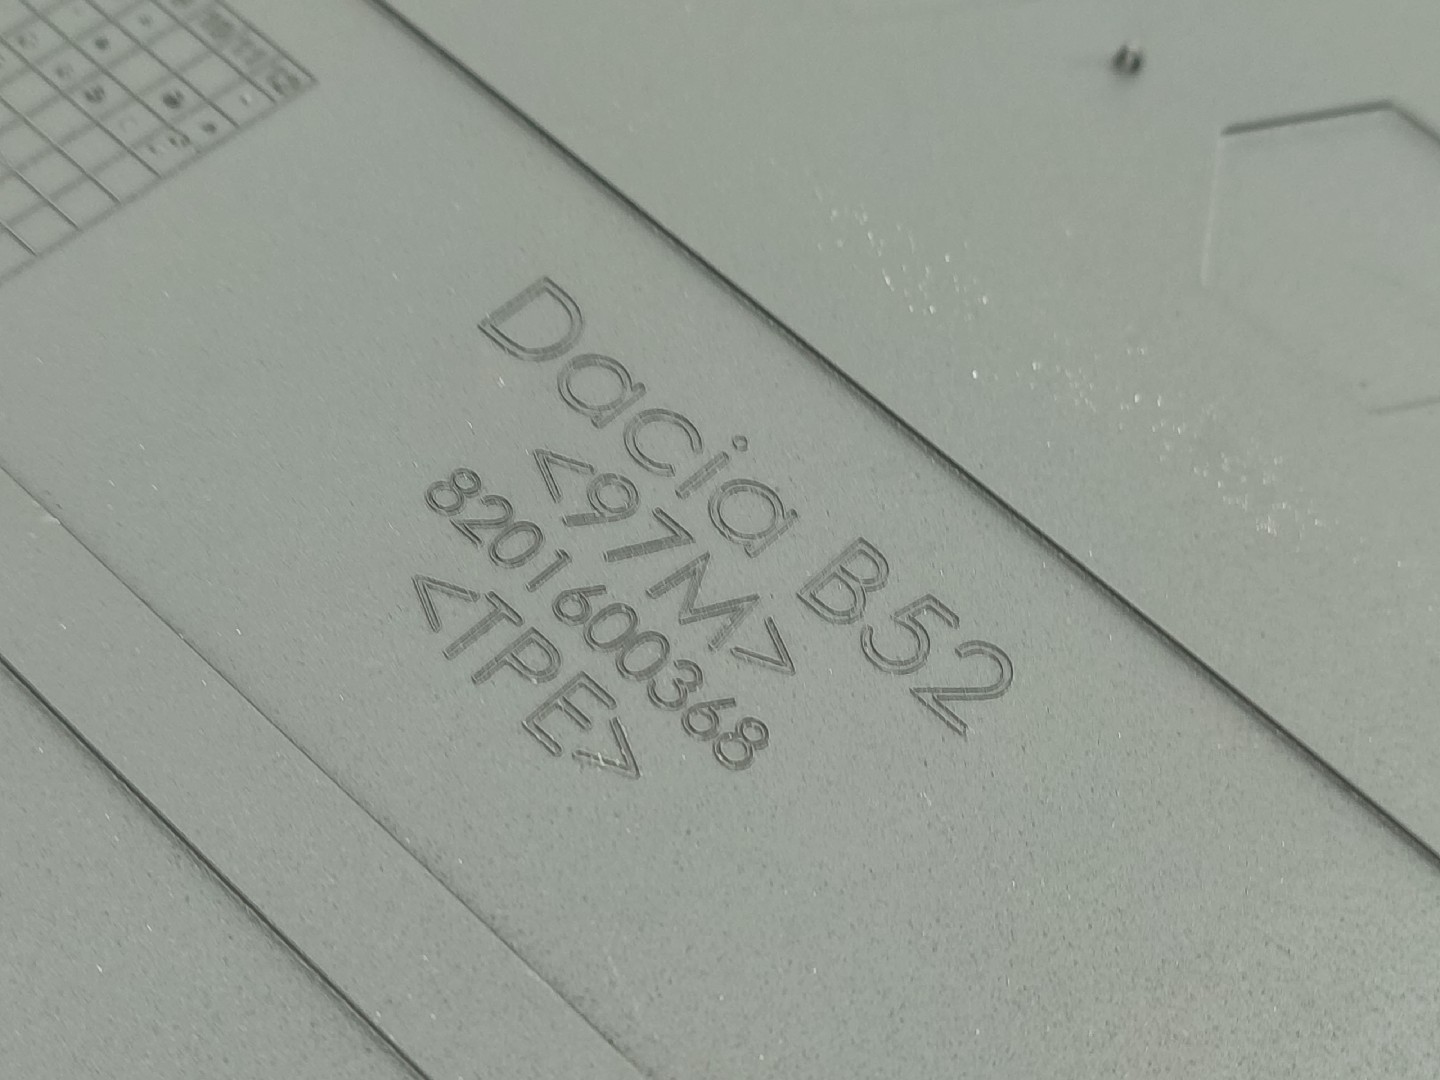 Dacia B52
<97M>
8201600368
<TPE>